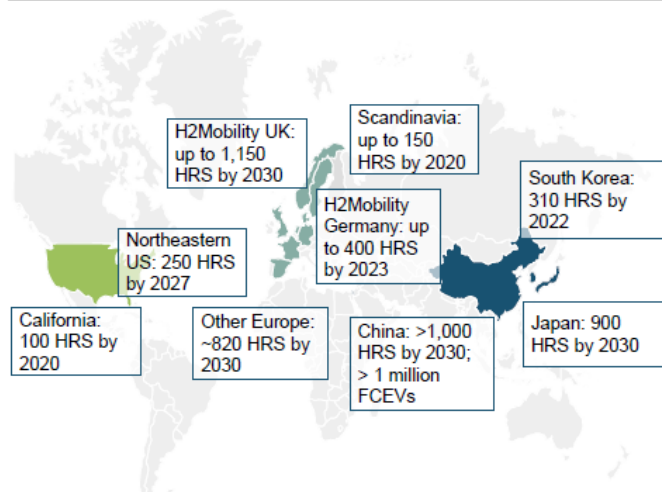 Scandinavia:
up to 150
HRS by 2020
H2Mobility UK:
up to 1,150
HRS by 2030
South Korea:
310 HRS by
2022
H2Mobility
Germany: up
to 400 HRS
by 2023
Northeastern
US: 250 HRS
by 2027
California:
100 HRS by
2020
Other Europe:
~820 HRS by
2030
China: >1,000
HRS by 2030;
> 1 million
FCEVs
Japan: 900
HRS by 2030